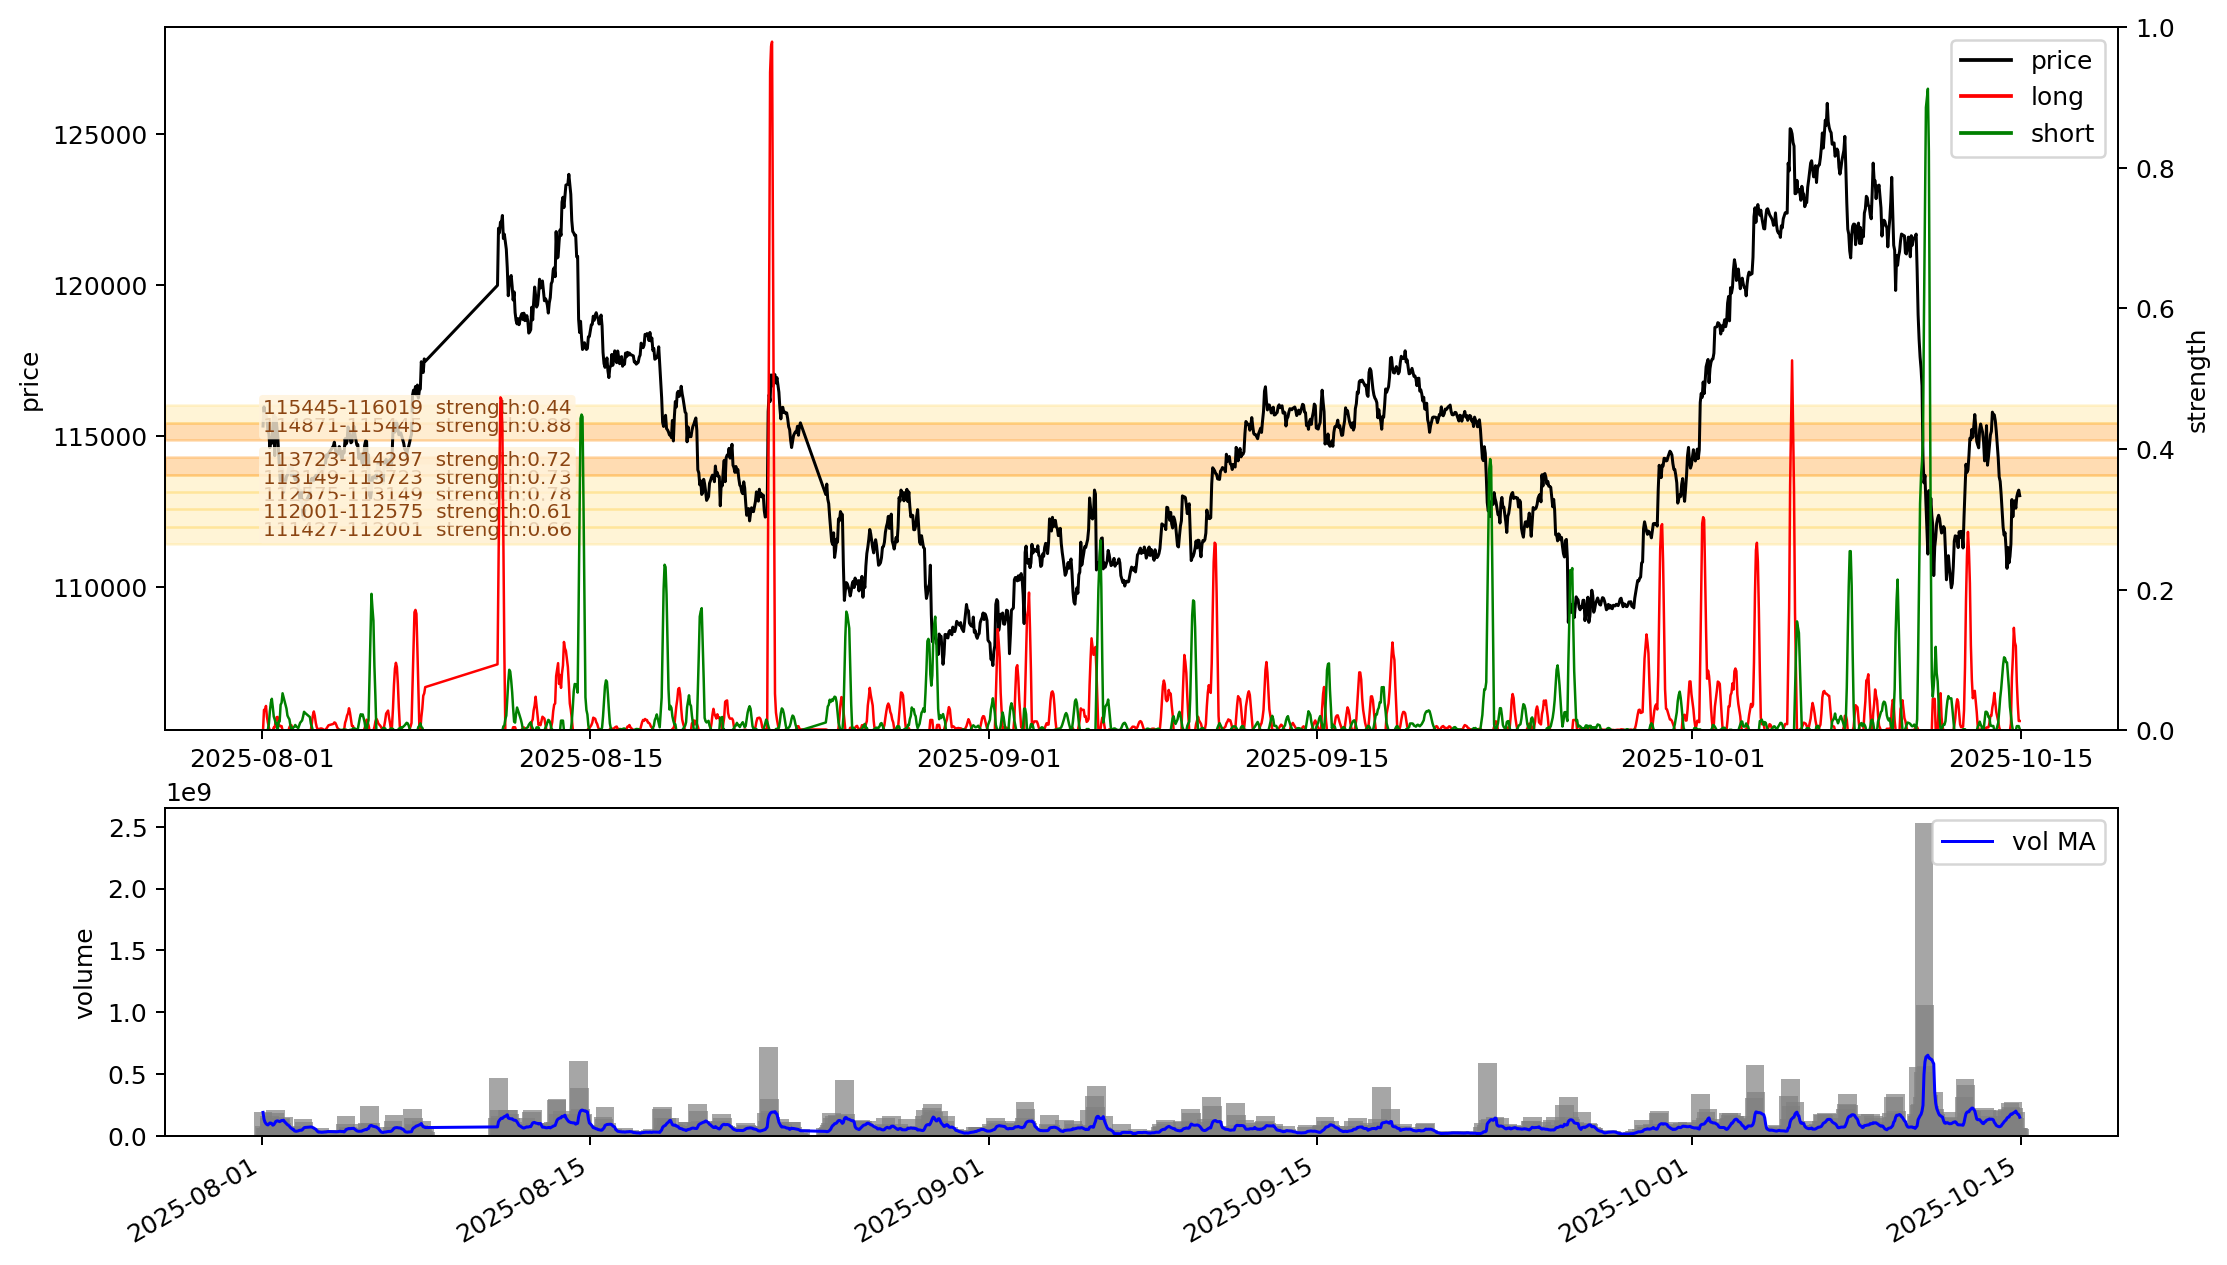 price
long
short
125000
120000
115000
110000
price
1.0
0.8
0.6
0.4
0.2
0.0
strength
115445-116019 strength:0.44
114871-115445 strength:0.88
113723-114297 strength:0.72
113149-113723 strength:0.73
112575-113149 strength:0.78
112001-112575 strength:0.61
111427-112001 strength:0.66
2025-08-01
2025-08-15
2025-09-01
2025-09-15
2025-10-01
2025-10-15
1e9
vol MA
2.5
2.0
1.5
1.0
0.5
0.0
volume
2025-08-01
2025-08-15
2025-09-01
2025-09-15
2025-10-01
2025-10-15